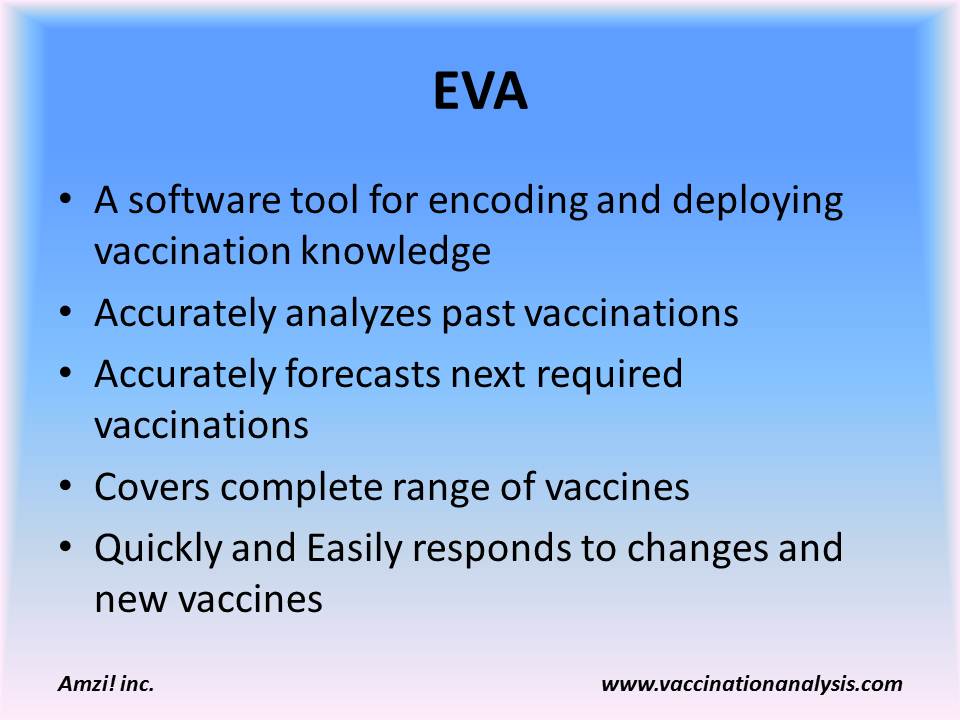 EVA
• A software tool for encoding and deploying
vaccination knowledge
• Accurately analyzes past vaccinations
• Accurately forecasts next required
vaccinations
• Covers complete range of vaccines
• Quickly and Easily responds to changes and
new vaccines
Amzi! inc. www.vaccinationanalysis.com